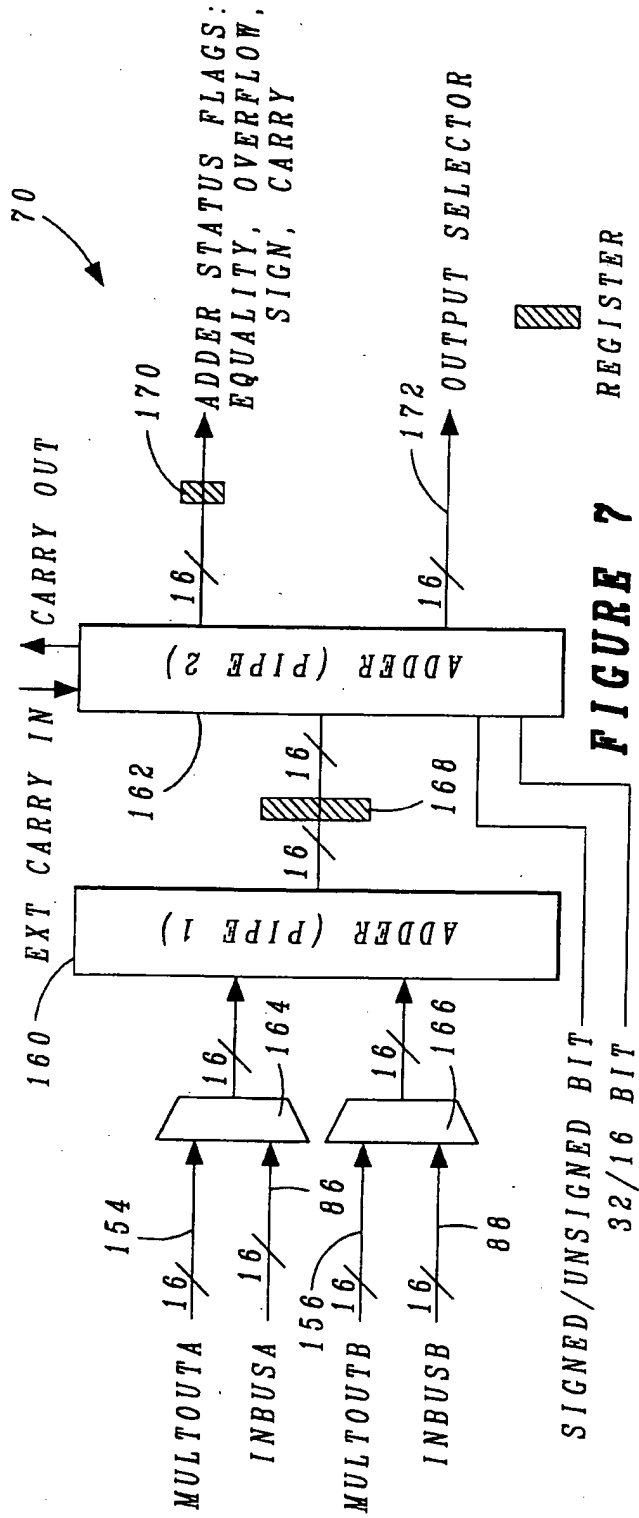 70
EXT CARRY IN
CARRY OUT
160
162
170
ADDER STATUS FLAGS:
EQUALITY, OVERFLOW,
SIGN, CARRY
MULTOUTA
154
16
INBUSA
86
16
16
164
MULTOUTB
156
16
INBUSB
88
16
16
166
ADDER (PIPE 1)
16
16
168
ADDER (PIPE 2)
16
16
172
OUTPUT SELECTOR
SIGNED/UNSIGNED BIT
32/16 BIT
REGISTER
FIGURE 7